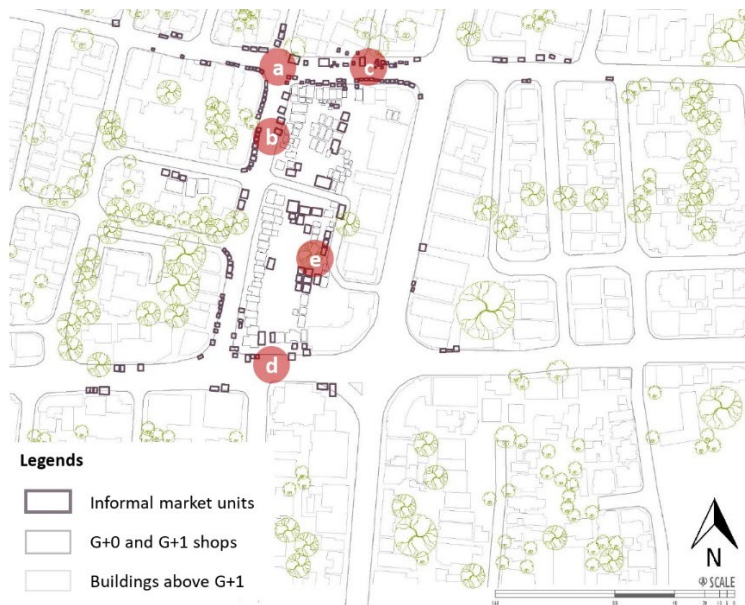 a
c
b
e
d
Legends
Informal market units
G+0 and G+1 shops
Buildings above G+1
N
SCALE